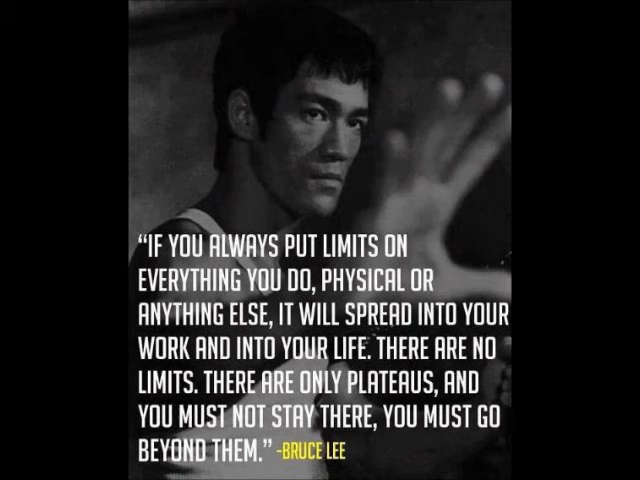 “IF YOU ALWAYS PUT LIMITS ON
EVERYTHING YOU DO, PHYSICAL OR
ANYTHING ELSE, IT WILL SPREAD INTO YOUR
WORK AND INTO YOUR LIFE. THERE ARE NO
LIMITS. THERE ARE ONLY PLATEAUS, AND
YOU MUST NOT STAY THERE, YOU MUST GO
BEYOND THEM.” -BRUCE LEE